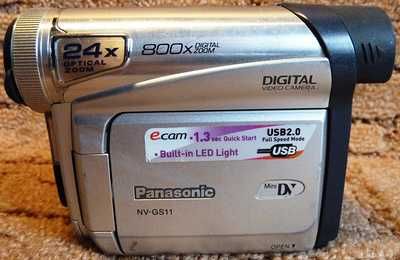 24x
OPTICAL
ZOOM
800x DIGITAL
ZOOM
DIGITAL
VIDEO CAMERA
ecam • 1.3 sec Quick Start
• Built-in LED Light
USB2.0
Full Speed Mode
USB
Panasonic
Mini DV
NV-GS11
OPEN ▼